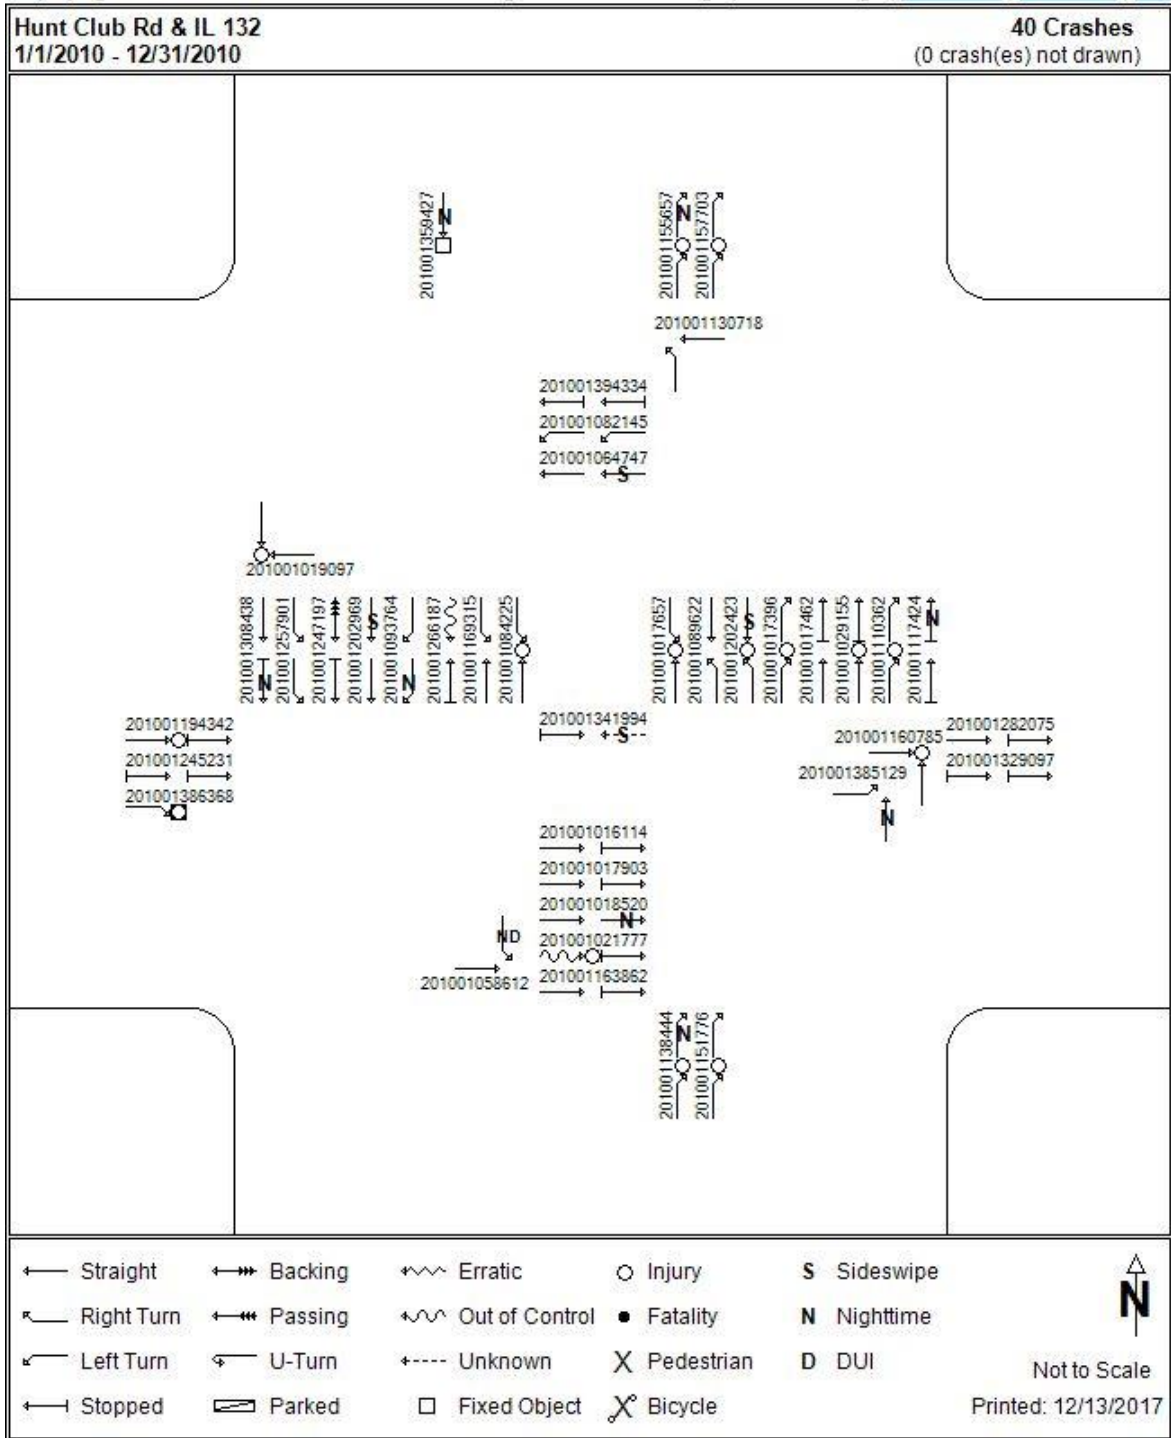 Hunt Club Rd & IL 132
1/1/2010 - 12/31/2010
40 Crashes
(0 crash(es) not drawn)
201001359427
N
201001155657
N
201001157703
201001130718
201001394334
201001082145
201001064747
S
201001019097
201001308438
N
201001257901
201001247197
201001202969
S
201001093764
N
201001266187
201001169315
201001084225
201001017657
201001089622
201001202423
S
201001017396
201001017462
201001029155
201001110362
201001117424
N
201001194342
201001245231
201001386368
201001341994
S
201001160785
201001385129
N
201001282075
201001329097
201001016114
201001017903
201001018520
N
201001021777
201001163862
ND
201001058612
201001138444
N
201001151776
Straight
Backing
Erratic
Injury
S Sideswipe
Right Turn
Passing
Out of Control
Fatality
N Nighttime
Left Turn
U-Turn
Unknown
Pedestrian
D DUI
Stopped
Parked
Fixed Object
Bicycle
N
Not to Scale
Printed: 12/13/2017